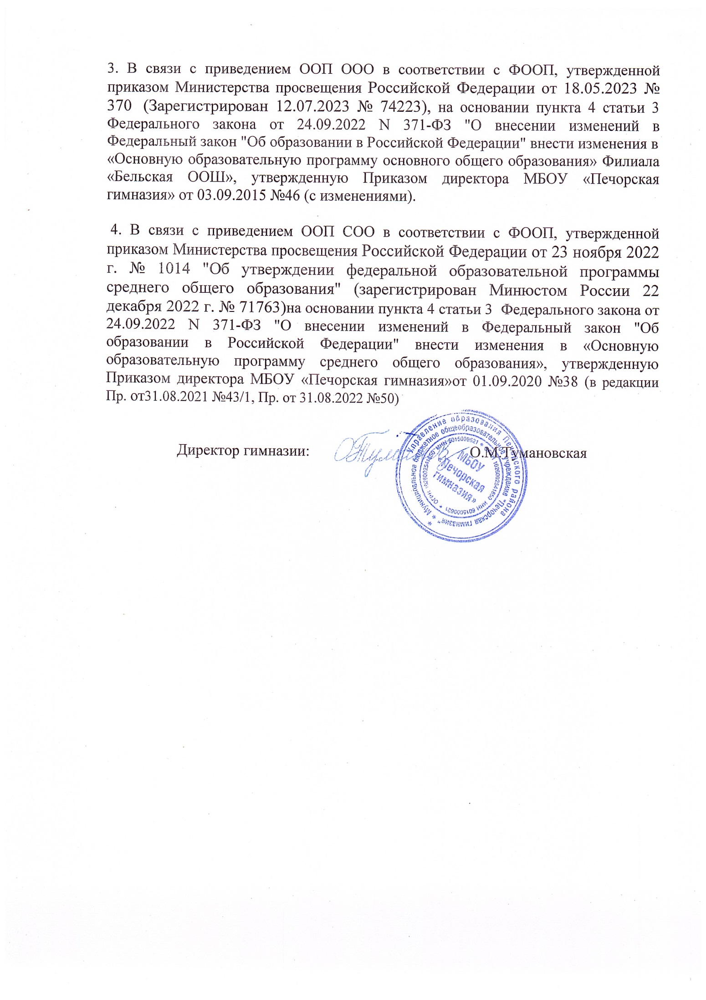 3. В связи с приведением ООП ООО в соответствии с ФООП, утвержденной
приказом Министерства просвещения Российской Федерации от 18.05.2023 №
370 (Зарегистрирован 12.07.2023 № 74223), на основании пункта 4 статьи 3
Федерального закона от 24.09.2022 N 371-ФЗ "О внесении изменений в
Федеральный закон "Об образовании в Российской Федерации" внести изменения в
«Основную образовательную программу основного общего образования» Филиала
«Бельская ООШ», утвержденную Приказом директора МБОУ «Печорская
гимназия» от 03.09.2015 №46 (с изменениями).
4. В связи с приведением ООП СОО в соответствии с ФООП, утвержденной
приказом Министерства просвещения Российской Федерации от 23 ноября 2022
г. № 1014 "Об утверждении федеральной образовательной программы
среднего общего образования" (зарегистрирован Минюстом России 22
декабря 2022 г. № 71763)на основании пункта 4 статьи 3 Федерального закона от
24.09.2022 N 371-ФЗ "О внесении изменений в Федеральный закон "Об
образовании в Российской Федерации" внести изменения в «Основную
образовательную программу среднего общего образования», утвержденную
Приказом директора МБОУ «Печорская гимназия»от 01.09.2020 №38 (в редакции
Пр. от31.08.2021 №43/1, Пр. от 31.08.2022 №50)
Директор гимназии: О.М.Тумановская
Управление образования Печорского района
* Муниципальное бюджетное общеобразовательное учреждение "Печорская гимназия" *
ОГРН 1026002541850 ИНН 6015000621 * ОГРН 1026002541850 ИНН 6015000621 *
МБОУ
«Печорская
гимназия»